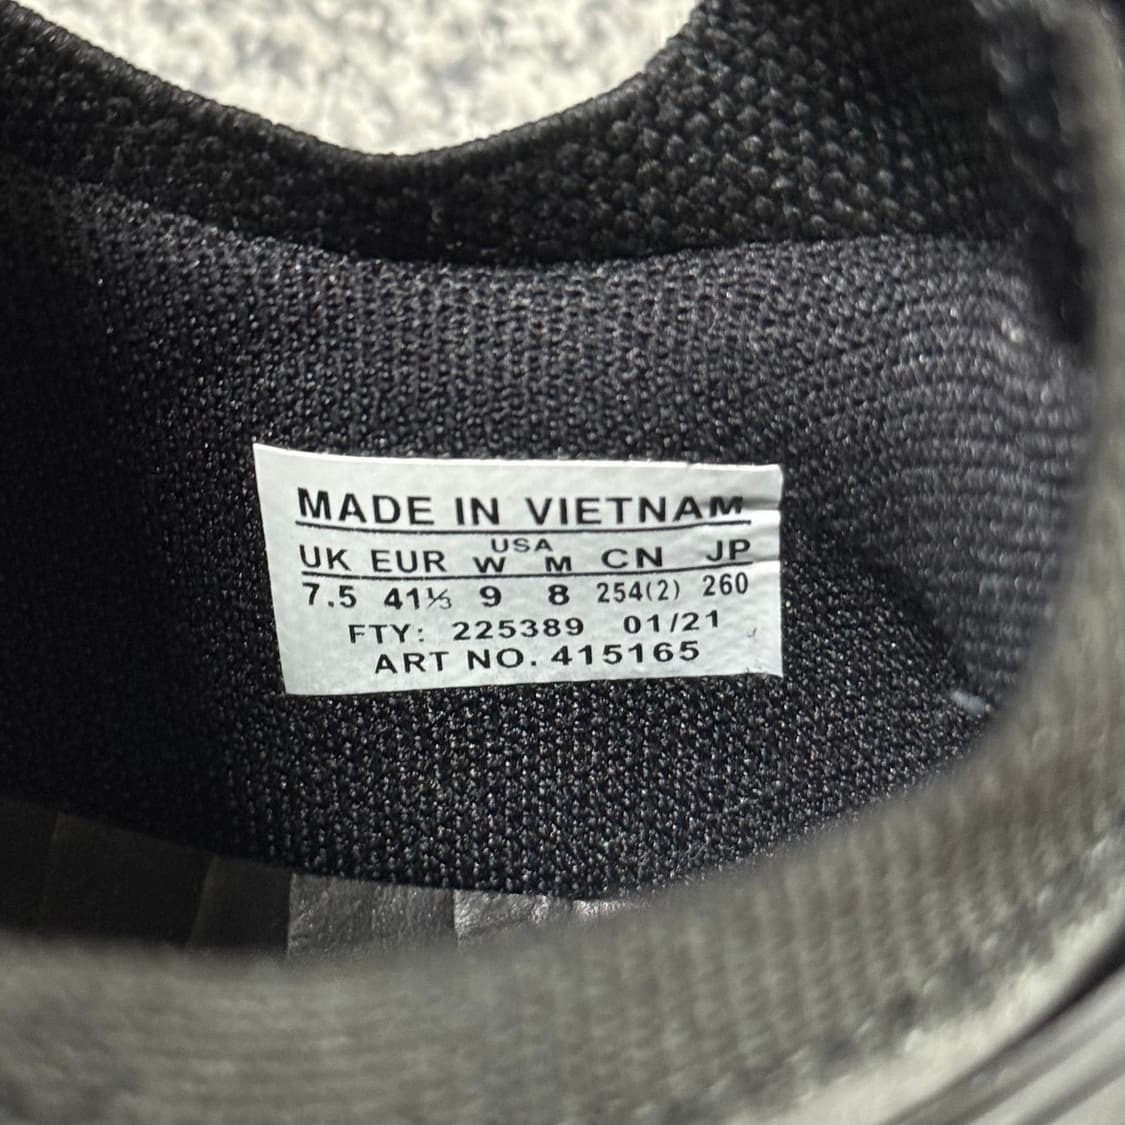 MADE IN VIETNAM
USA
UK EUR W M CN JP
7.5 41⅓ 9 8 254(2) 260
FTY: 225389 01/21
ART NO. 415165